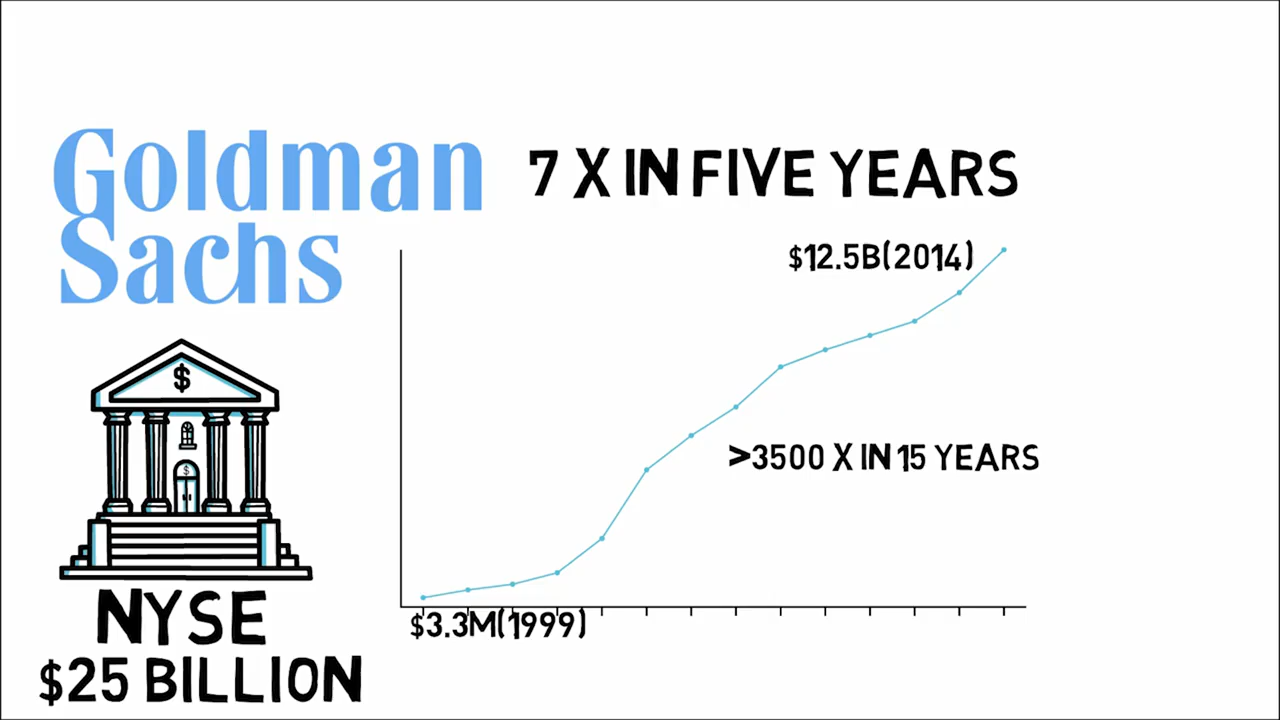 Goldman
Sachs
7 X IN FIVE YEARS
$12.5B(2014)
>3500 X IN 15 YEARS
$3.3M(1999)
$
$
NYSE
$25 BILLION